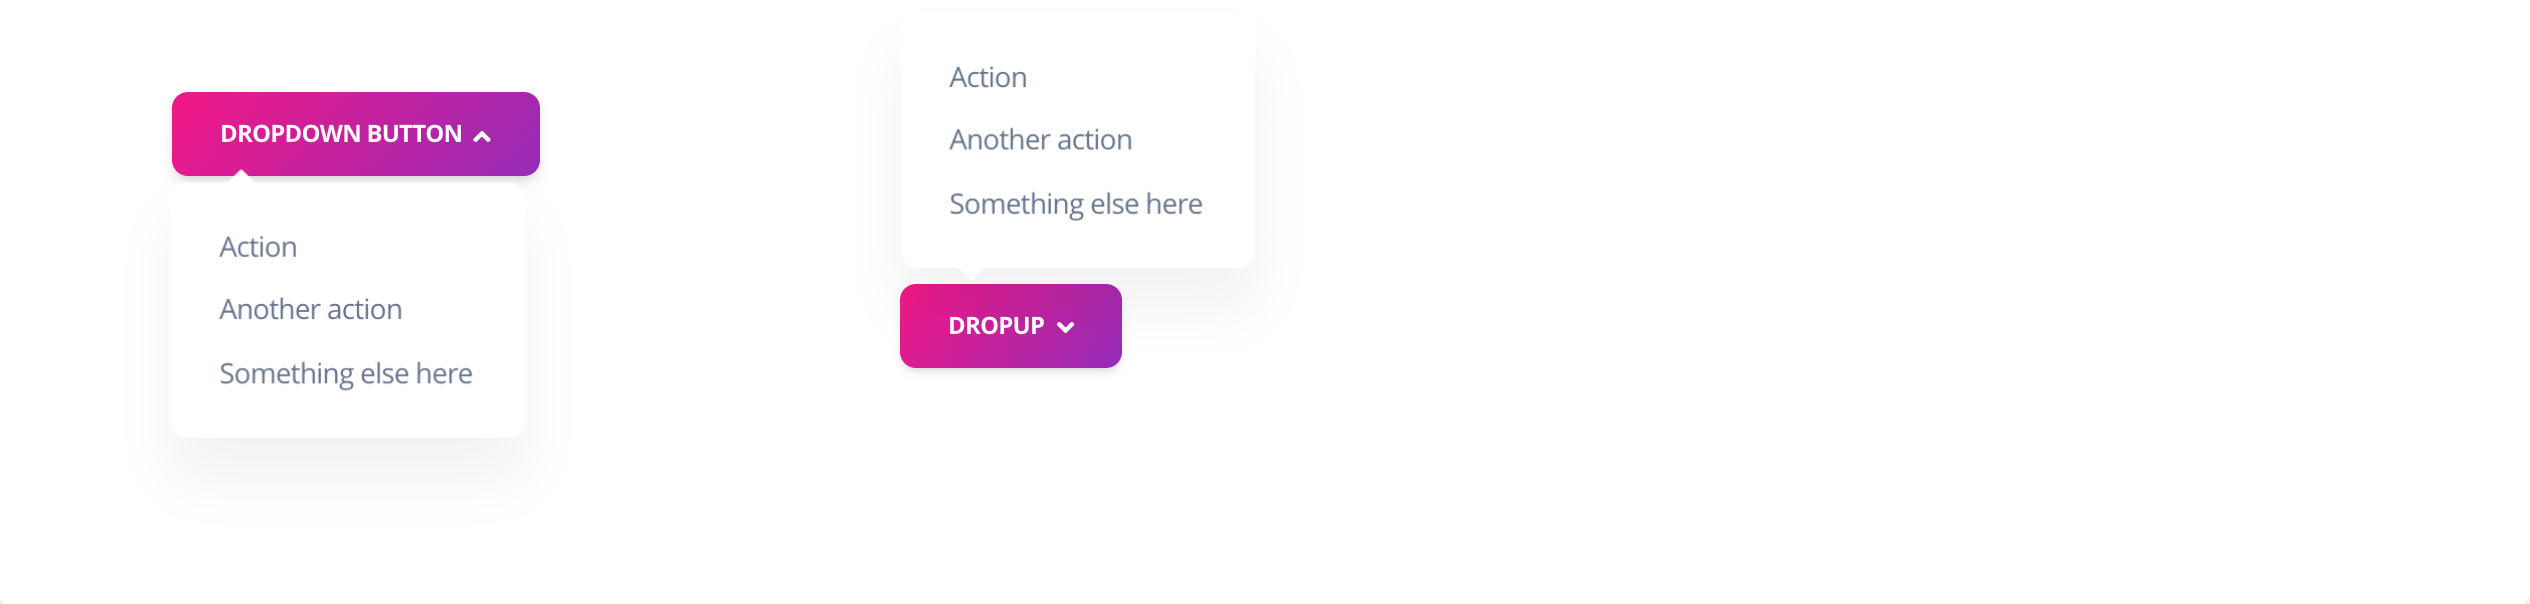 DROPDOWN BUTTON
Action
Another action
Something else here
Action
Another action
Something else here
DROPUP